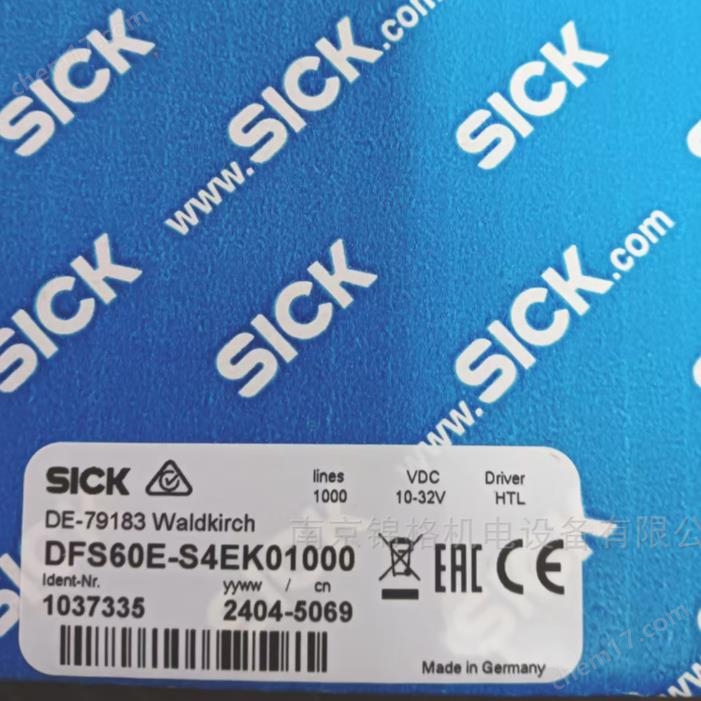 SICK
www.SICK.com
SICK
SICK
SICK
www.SICK.com
SICK
lines
1000
VDC
10-32V
Driver
HTL
DE-79183 Waldkirch
南京锦格机电设备有限公
DFS60E-S4EK01000
EAC CE
Ident-Nr.
yyww / cn
1037335
2404-5069
Made in Germany
chem17.com